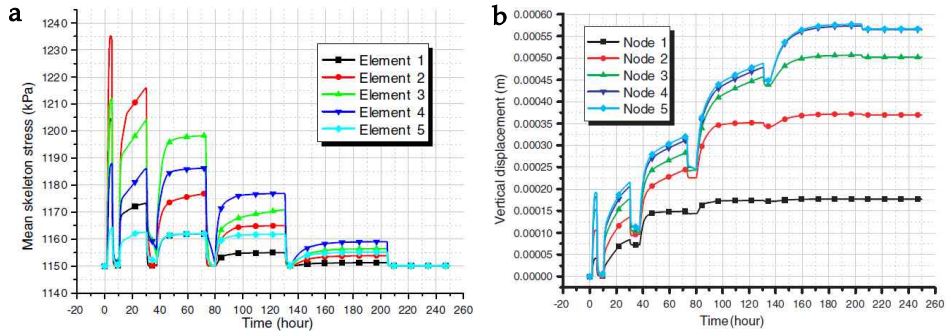 a
Mean skeleton stress (kPa)
1240
1230
1220
1210
1200
1190
1180
1170
1160
1150
1140
Element 1
Element 2
Element 3
Element 4
Element 5
-20 0 20 40 60 80 100 120 140 160 180 200 220 240 260
Time (hour)
b
Vertical displacement (m)
0.00060
0.00055
0.00050
0.00045
0.00040
0.00035
0.00030
0.00025
0.00020
0.00015
0.00010
0.00005
0.00000
Node 1
Node 2
Node 3
Node 4
Node 5
-20 0 20 40 60 80 100 120 140 160 180 200 220 240 260
Time (hour)